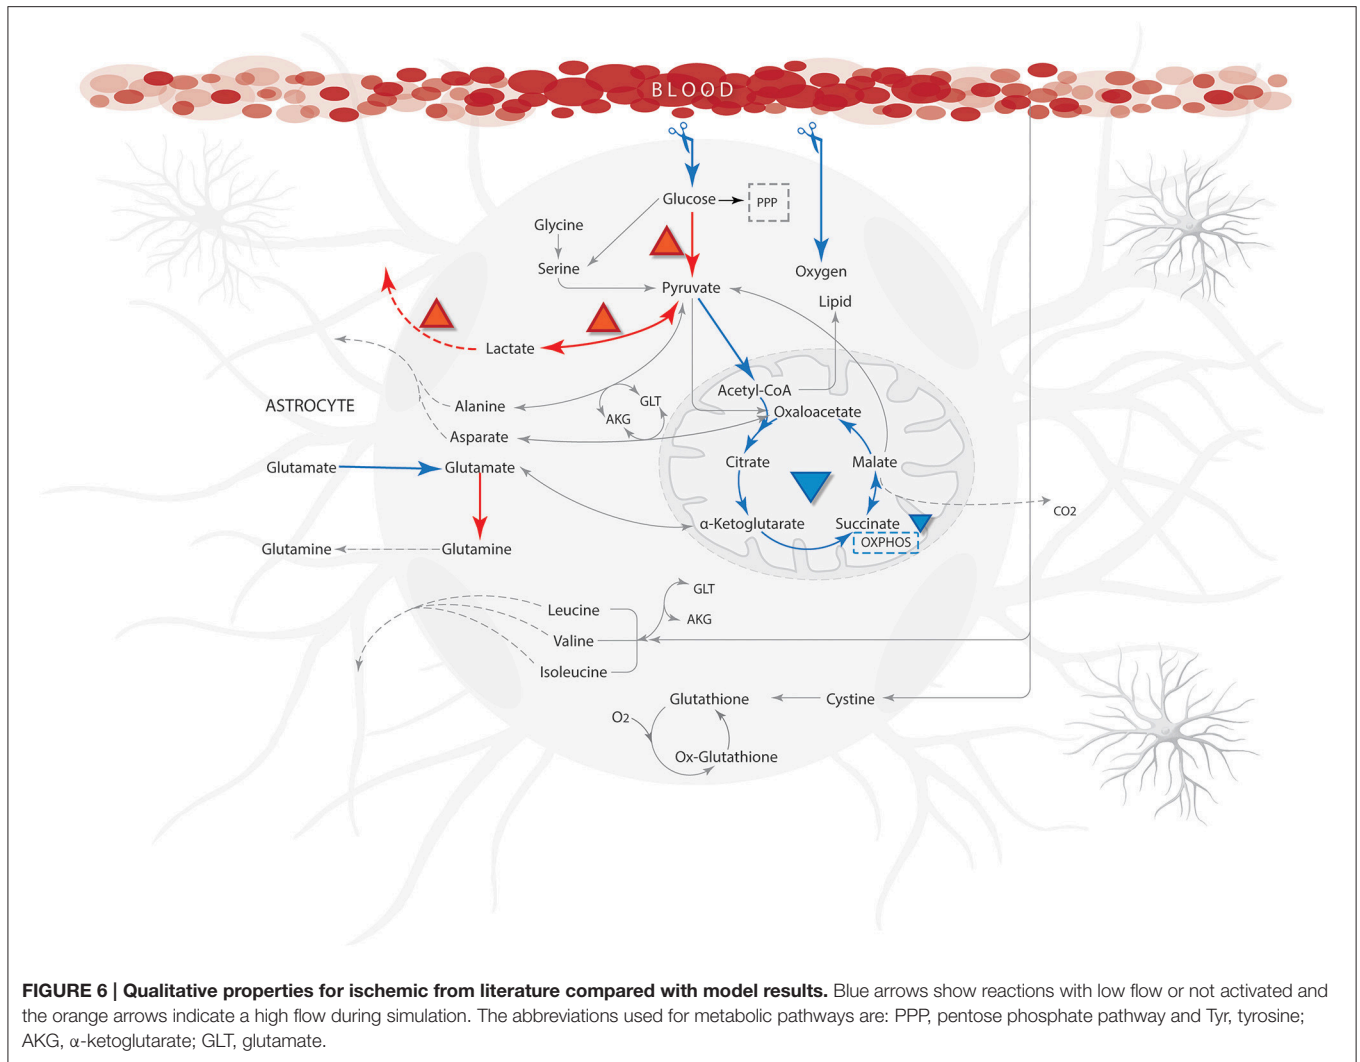 BLOOD
Glucose
PPP
Glycine
Serine
Oxygen
Pyruvate
Lipid
Lactate
Acetyl-CoA
GLT
ASTROCYTE
Alanine
AKG
Oxaloacetate
Asparate
Glutamate
Glutamate
Citrate
Malate
CO2
α-Ketoglutarate
Succinate
OXPHOS
Glutamine
Glutamine
GLT
Leucine
AKG
Valine
Isoleucine
Glutathione
Cystine
O2
Ox-Glutathione
FIGURE 6 | Qualitative properties for ischemic from literature compared with model results. Blue arrows show reactions with low flow or not activated and
the orange arrows indicate a high flow during simulation. The abbreviations used for metabolic pathways are: PPP, pentose phosphate pathway and Tyr, tyrosine;
AKG, α-ketoglutarate; GLT, glutamate.